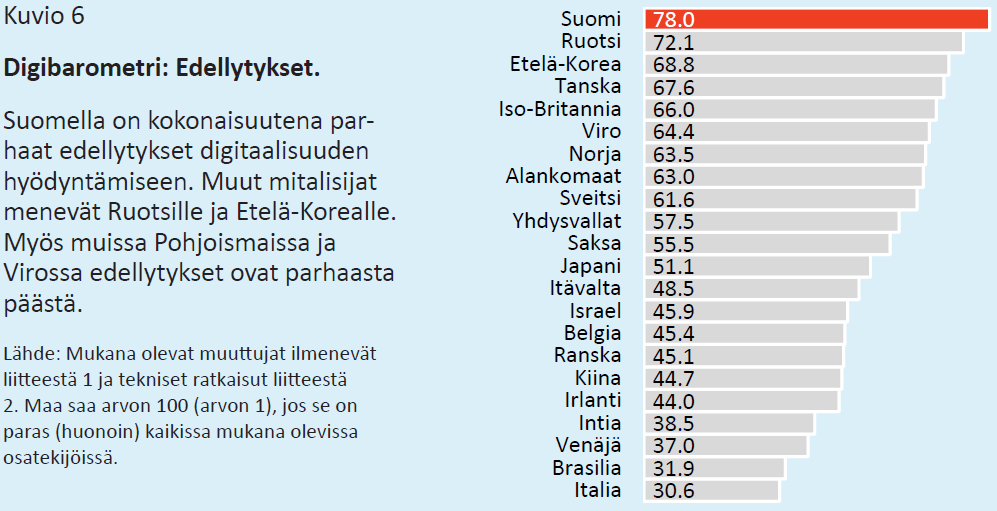 Kuvio 6
Digibarometri: Edellytykset.
Suomella on kokonaisuutena par-
haat edellytykset digitaalisuuden
hyödyntämiseen. Muut mitalisijat
menevät Ruotsille ja Etelä-Korealle.
Myös muissa Pohjoismaissa ja
Virossa edellytykset ovat parhaasta
päästä.
Lähde: Mukana olevat muuttujat ilmenevät
liitteestä 1 ja tekniset ratkaisut liitteestä
2. Maa saa arvon 100 (arvon 1), jos se on
paras (huonoin) kaikissa mukana olevissa
osatekijöissä.
Suomi 78.0
Ruotsi 72.1
Etelä-Korea 68.8
Tanska 67.6
Iso-Britannia 66.0
Viro 64.4
Norja 63.5
Alankomaat 63.0
Sveitsi 61.6
Yhdysvallat 57.5
Saksa 55.5
Japani 51.1
Itävalta 48.5
Israel 45.9
Belgia 45.4
Ranska 45.1
Kiina 44.7
Irlanti 44.0
Intia 38.5
Venäjä 37.0
Brasilia 31.9
Italia 30.6